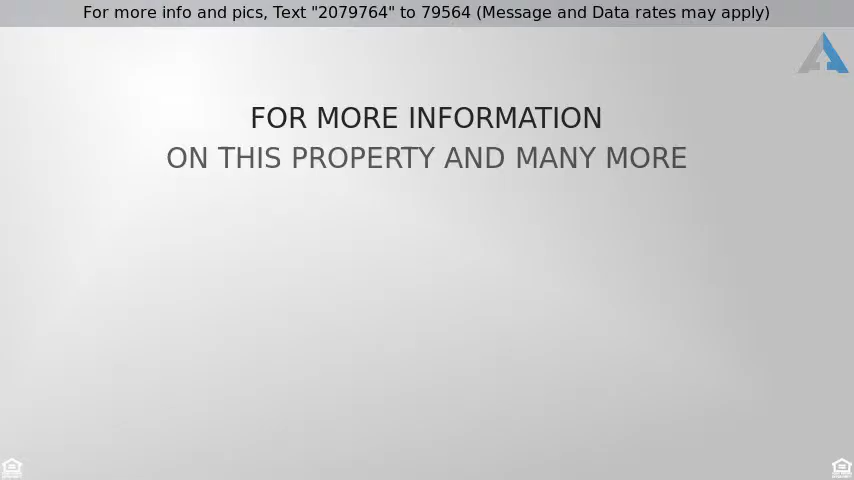 For more info and pics, Text "2079764" to 79564 (Message and Data rates may apply)
FOR MORE INFORMATION
ON THIS PROPERTY AND MANY MORE